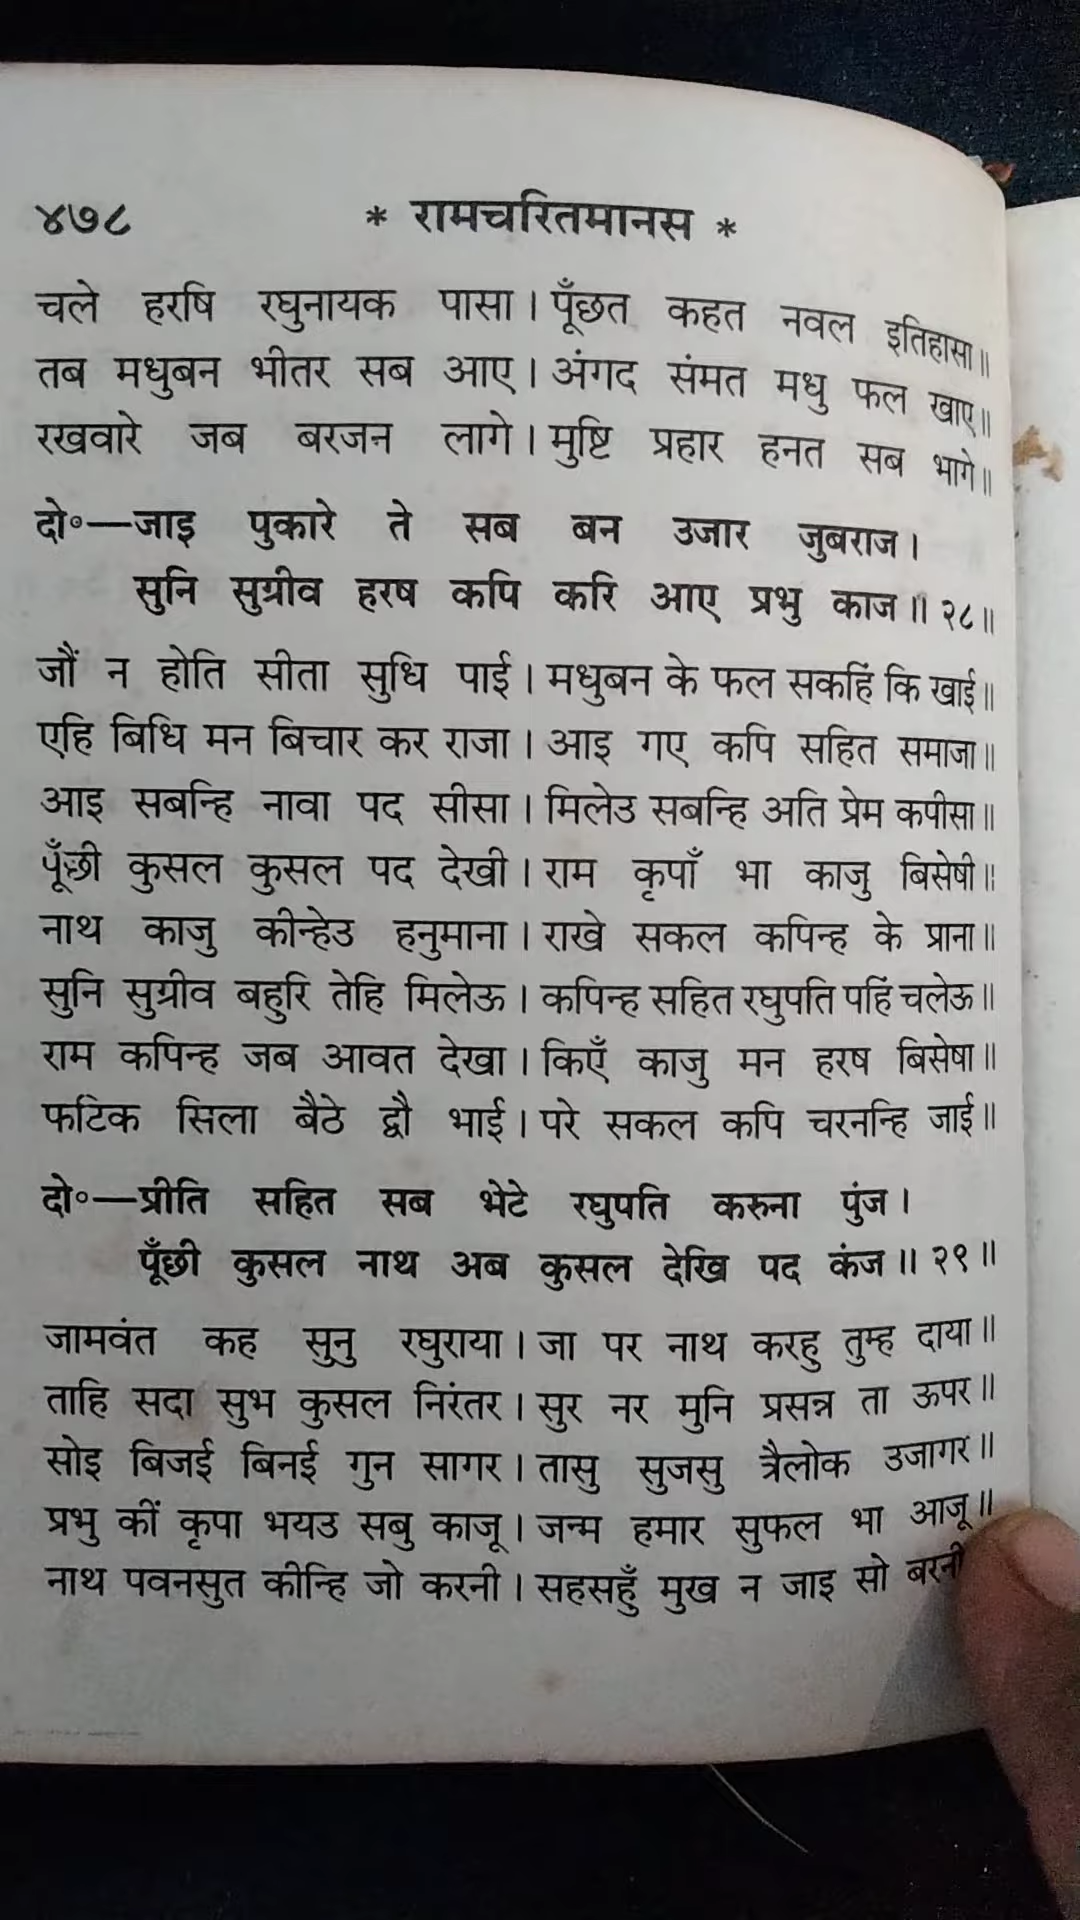 ४७८ * रामचरितमानस *
चले हरषि रघुनायक पासा। पूँछत कहत नवल इतिहासा॥
तब मधुबन भीतर सब आए। अंगद संमत मधु फल खाए॥
रखवारे जब बरजन लागे। मुष्टि प्रहार हनत सब भागे॥
दो०—जाइ पुकारे ते सब बन उजार जुबराज।
सुनि सुग्रीव हरष कपि करि आए प्रभु काज॥ २८॥
जौं न होति सीता सुधि पाई। मधुबन के फल सकहिं कि खाई॥
एहि बिधि मन बिचार कर राजा। आइ गए कपि सहित समाजा॥
आइ सबन्हि नावा पद सीसा। मिलेउ सबन्हि अति प्रेम कपीसा॥
पूँछी कुसल कुसल पद देखी। राम कृपाँ भा काजु बिसेषी॥
नाथ काजु कीन्हेउ हनुमाना। राखे सकल कपिन्ह के प्राना॥
सुनि सुग्रीव बहुरि तेहि मिलेऊ। कपिन्ह सहित रघुपति पहिं चलेऊ॥
राम कपिन्ह जब आवत देखा। किएँ काजु मन हरष बिसेषा॥
फटिक सिला बैठे द्वौ भाई। परे सकल कपि चरनन्हि जाई॥
दो०—प्रीति सहित सब भेटे रघुपति करुना पुंज।
पूँछी कुसल नाथ अब कुसल देखि पद कंज॥ २९॥
जामवंत कह सुनु रघुराया। जा पर नाथ करहु तुम्ह दाया॥
ताहि सदा सुभ कुसल निरंतर। सुर नर मुनि प्रसन्न ता ऊपर॥
सोइ बिजई बिनई गुन सागर। तासु सुजसु त्रैलोक उजागर॥
प्रभु कीं कृपा भयउ सबु काजू। जन्म हमार सुफल भा आजू॥
नाथ पवनसुत कीन्हि जो करनी। सहसहुँ मुख न जाइ सो बरनी